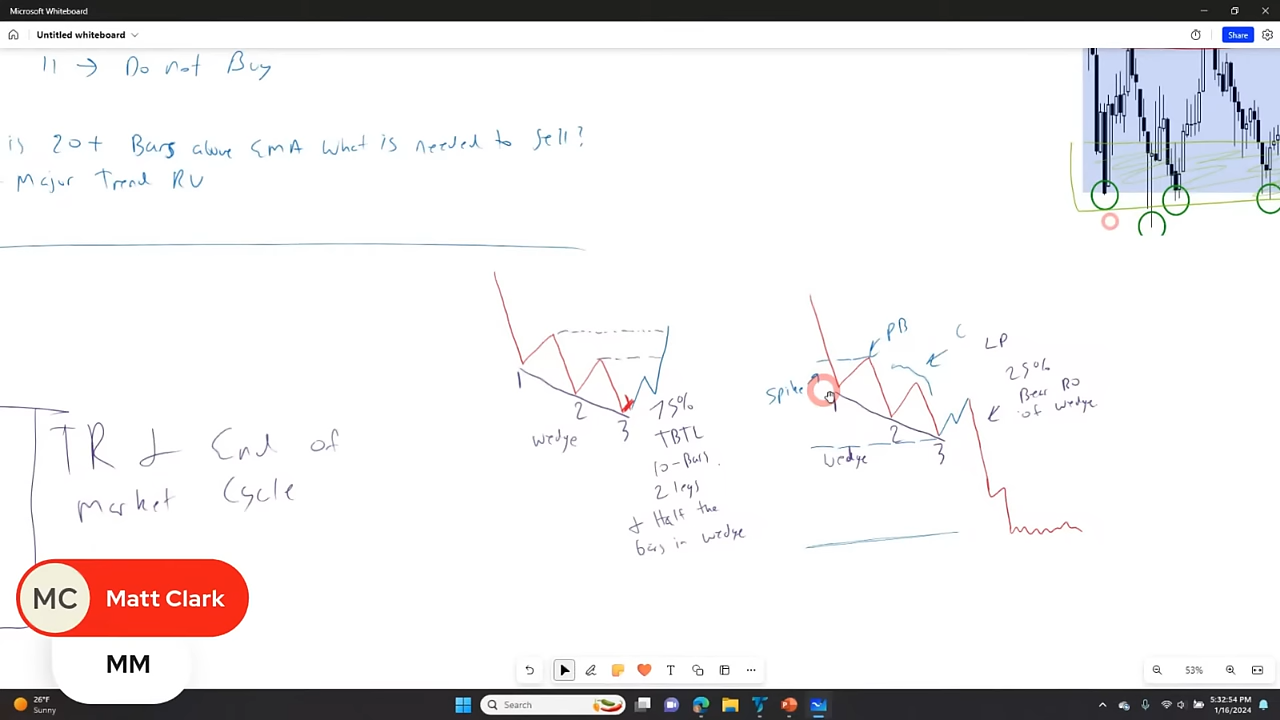 Microsoft Whiteboard
Untitled whiteboard
Share
11 → Do not Buy
is 20+ Bars above EMA what is needed to sell?
Major Trend RV
TR & End of
market Cycle
1
2
3
wedge
75%
TBTL
10-Bars
2 legs
& Half the
bars in wedge
Spike
PB
C
LP
25%
Bear BO
of wedge
2
3
wedge
MC
Matt Clark
MM
53%
26°F
Sunny
Search
5:32:54 PM
1/16/2024